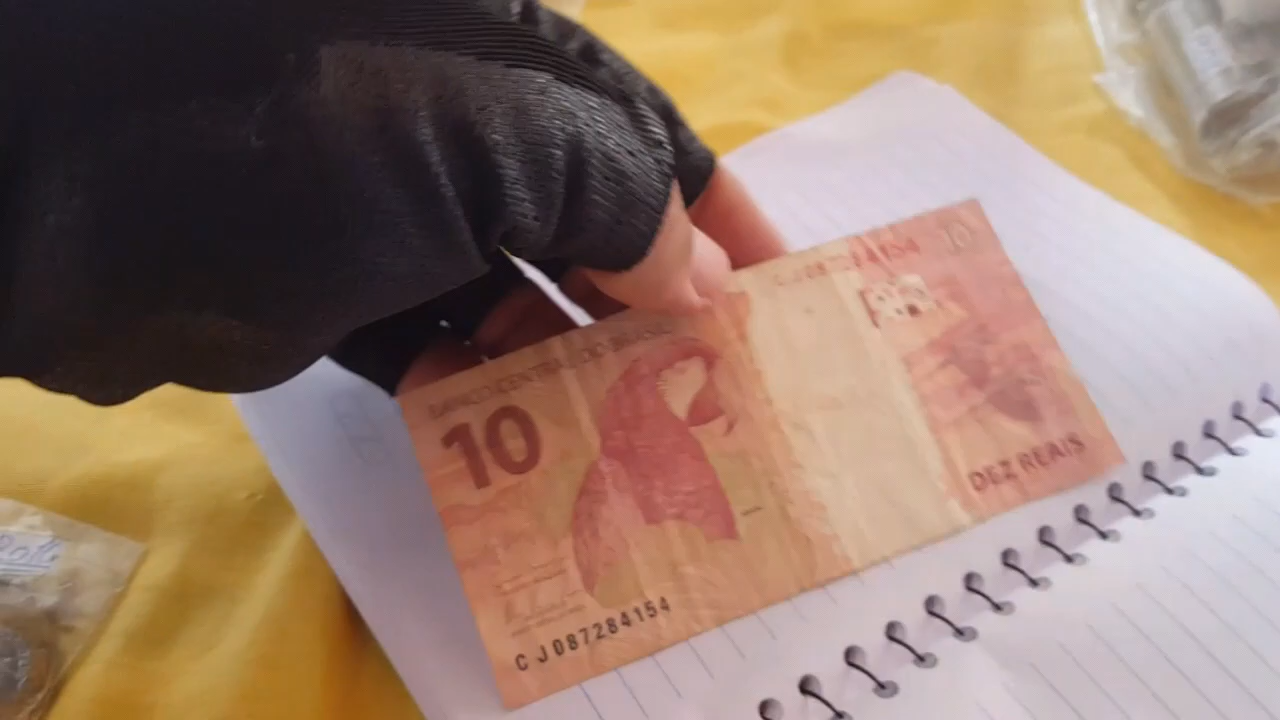 BANCO CENTRAL DO BRASIL
10
10
DEZ REAIS
CJ087284154